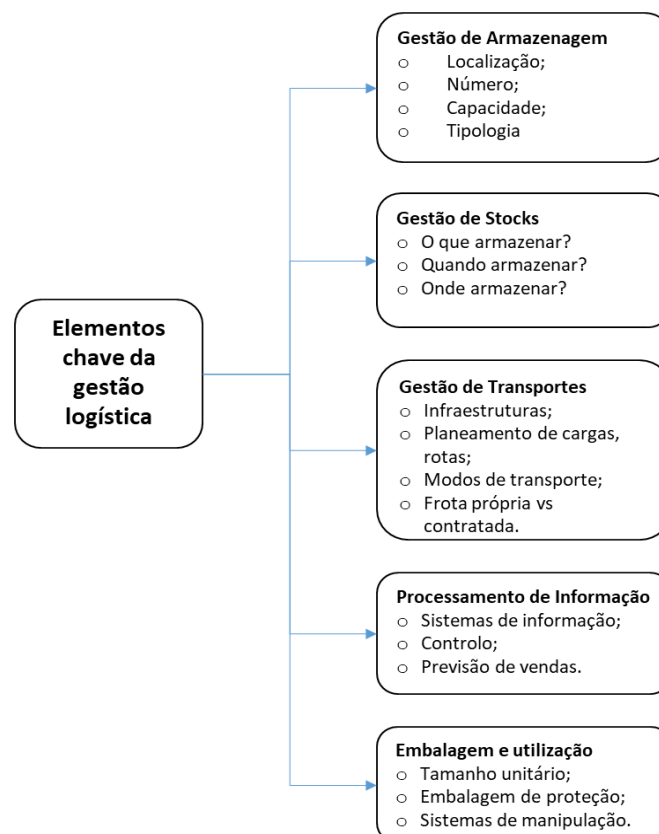 Gestão de Armazenagem
o Localização;
o Número;
o Capacidade;
o Tipologia
Gestão de Stocks
o O que armazenar?
o Quando armazenar?
o Onde armazenar?
Elementos
chave da
gestão
logística
Gestão de Transportes
o Infraestruturas;
o Planeamento de cargas,
rotas;
o Modos de transporte;
o Frota própria vs
contratada.
Processamento de Informação
o Sistemas de informação;
o Controlo;
o Previsão de vendas.
Embalagem e utilização
o Tamanho unitário;
o Embalagem de proteção;
o Sistemas de manipulação.